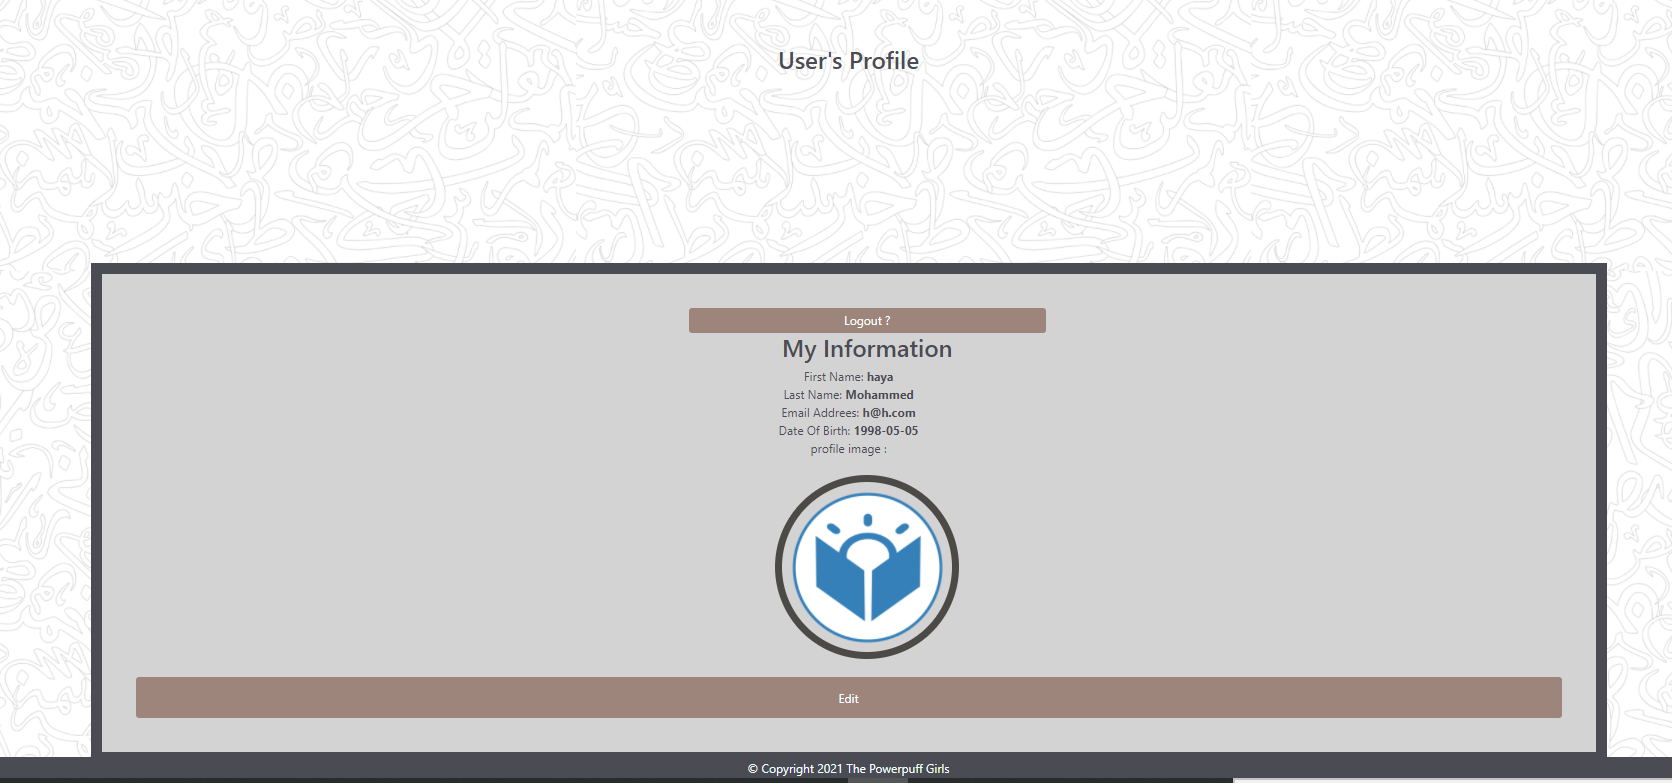 User's Profile
Logout ?
My Information
First Name: haya
Last Name: Mohammed
Email Addrees: h@h.com
Date Of Birth: 1998-05-05
profile image :
Edit
© Copyright 2021 The Powerpuff Girls